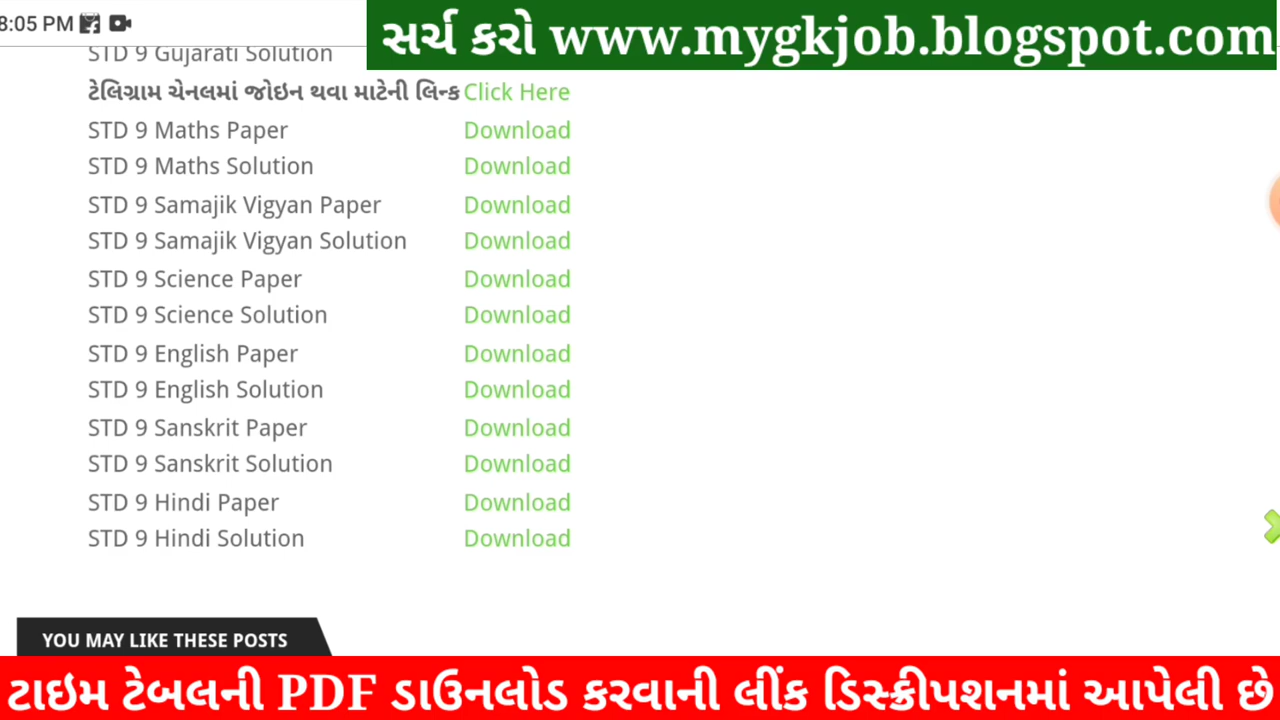 8:05 PM
સર્ચ કરો www.mygkjob.blogspot.com
STD 9 Gujarati Solution
ટેલિગ્રામ ચેનલમાં જોઇન થવા માટેની લિન્ક Click Here
STD 9 Maths Paper Download
STD 9 Maths Solution Download
STD 9 Samajik Vigyan Paper Download
STD 9 Samajik Vigyan Solution Download
STD 9 Science Paper Download
STD 9 Science Solution Download
STD 9 English Paper Download
STD 9 English Solution Download
STD 9 Sanskrit Paper Download
STD 9 Sanskrit Solution Download
STD 9 Hindi Paper Download
STD 9 Hindi Solution Download
YOU MAY LIKE THESE POSTS
ટાઇમ ટેબલની PDF ડાઉનલોડ કરવાની લીંક ડિસ્ક્રીપશનમાં આપેલી છે